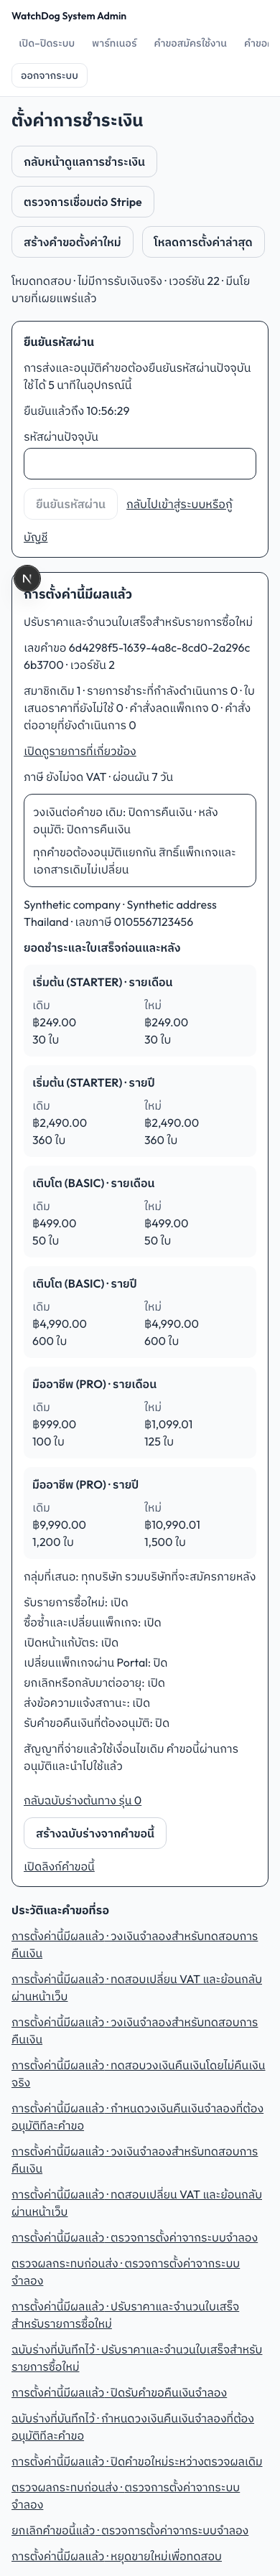 WatchDog System Admin
เปิด–ปิดระบบ พาร์ทเนอร์ คำขอสมัครใช้งาน
ออกจากระบบ
ตั้งค่าการชำระเงิน
กลับหน้าดูแลการชำระเงิน
ตรวจการเชื่อมต่อ Stripe
สร้างคำขอตั้งค่าใหม่ โหลดการตั้งค่าล่าสุด
โหมดทดสอบ · ไม่มีการรับเงินจริง · เวอร์ชัน 22 · มีนโย
บายที่เผยแพร่แล้ว
ยืนยันรหัสผ่าน
การส่งและอนุมัติคำขอต้องยืนยันรหัสผ่านปัจจุบัน
ใช้ได้ 5 นาทีในอุปกรณ์นี้
ยืนยันแล้วถึง 10:56:29
รหัสผ่านปัจจุบัน
ยืนยันรหัสผ่าน กลับไปเข้าสู่ระบบหรือกู้
บัญชี
N
การตั้งค่านี้มีผลแล้ว
ปรับราคาและจำนวนใบเสร็จสำหรับรายการซื้อใหม่
เลขคำขอ 6d4298f5-1639-4a8c-8cd0-2a296c
6b3700 · เวอร์ชัน 2
สมาชิกเดิม 1 · รายการชำระที่กำลังดำเนินการ 0 · ใบ
เสนอราคาที่ยังไม่ใช้ 0 · คำสั่งลดแพ็กเกจ 0 · คำสั่ง
ต่ออายุที่ยังดำเนินการ 0
เปิดดูรายการที่เกี่ยวข้อง
ภาษี ยังไม่จด VAT · ผ่อนผัน 7 วัน
วงเงินต่อคำขอ เดิม: ปิดการคืนเงิน · หลัง
อนุมัติ: ปิดการคืนเงิน
ทุกคำขอต้องอนุมัติแยกกัน สิทธิ์แพ็กเกจและ
เอกสารเดิมไม่เปลี่ยน
Synthetic company · Synthetic address
Thailand · เลขภาษี 0105567123456
ยอดชำระและใบเสร็จก่อนและหลัง
เริ่มต้น (STARTER) · รายเดือน
เดิม ใหม่
฿249.00 ฿249.00
30 ใบ 30 ใบ
เริ่มต้น (STARTER) · รายปี
เดิม ใหม่
฿2,490.00 ฿2,490.00
360 ใบ 360 ใบ
เติบโต (BASIC) · รายเดือน
เดิม ใหม่
฿499.00 ฿499.00
50 ใบ 50 ใบ
เติบโต (BASIC) · รายปี
เดิม ใหม่
฿4,990.00 ฿4,990.00
600 ใบ 600 ใบ
มืออาชีพ (PRO) · รายเดือน
เดิม ใหม่
฿999.00 ฿1,099.01
100 ใบ 125 ใบ
มืออาชีพ (PRO) · รายปี
เดิม ใหม่
฿9,990.00 ฿10,990.01
1,200 ใบ 1,500 ใบ
กลุ่มที่เสนอ: ทุกบริษัท รวมบริษัทที่จะสมัครภายหลัง
รับรายการซื้อใหม่: เปิด
ซื้อซ้ำและเปลี่ยนแพ็กเกจ: เปิด
เปิดหน้าแก้บัตร: เปิด
เปลี่ยนแพ็กเกจผ่าน Portal: ปิด
ยกเลิกหรือกลับมาต่ออายุ: เปิด
ส่งข้อความแจ้งสถานะ: เปิด
รับคำขอคืนเงินที่ต้องอนุมัติ: ปิด
สัญญาที่จ่ายแล้วใช้เงื่อนไขเดิม คำขอนี้ผ่านการ
อนุมัติและนำไปใช้แล้ว
กลับฉบับร่างต้นทาง รุ่น 0
สร้างฉบับร่างจากคำขอนี้
เปิดลิงก์คำขอนี้
ประวัติและคำขอที่รอ
การตั้งค่านี้มีผลแล้ว · วงเงินจำลองสำหรับทดสอบการ
คืนเงิน
การตั้งค่านี้มีผลแล้ว · ทดสอบเปลี่ยน VAT และย้อนกลับ
ผ่านหน้าเว็บ
การตั้งค่านี้มีผลแล้ว · วงเงินจำลองสำหรับทดสอบการ
คืนเงิน
การตั้งค่านี้มีผลแล้ว · ทดสอบวงเงินคืนเงินโดยไม่คืนเงิน
จริง
การตั้งค่านี้มีผลแล้ว · กำหนดวงเงินคืนเงินจำลองที่ต้อง
อนุมัติทีละคำขอ
การตั้งค่านี้มีผลแล้ว · วงเงินจำลองสำหรับทดสอบการ
คืนเงิน
การตั้งค่านี้มีผลแล้ว · ทดสอบเปลี่ยน VAT และย้อนกลับ
ผ่านหน้าเว็บ
การตั้งค่านี้มีผลแล้ว · ตรวจการตั้งค่าจากระบบจำลอง
ตรวจผลกระทบก่อนส่ง · ตรวจการตั้งค่าจากระบบ
จำลอง
การตั้งค่านี้มีผลแล้ว · ปรับราคาและจำนวนใบเสร็จ
สำหรับรายการซื้อใหม่
ฉบับร่างที่บันทึกไว้ · ปรับราคาและจำนวนใบเสร็จสำหรับ
รายการซื้อใหม่
การตั้งค่านี้มีผลแล้ว · ปิดรับคำขอคืนเงินจำลอง
ฉบับร่างที่บันทึกไว้ · กำหนดวงเงินคืนเงินจำลองที่ต้อง
อนุมัติทีละคำขอ
การตั้งค่านี้มีผลแล้ว · ปิดคำขอใหม่ระหว่างตรวจผลเดิม
ตรวจผลกระทบก่อนส่ง · ตรวจการตั้งค่าจากระบบ
จำลอง
ยกเลิกคำขอนี้แล้ว · ตรวจการตั้งค่าจากระบบจำลอง
การตั้งค่านี้มีผลแล้ว · หยุดขายใหม่เพื่อทดสอบ